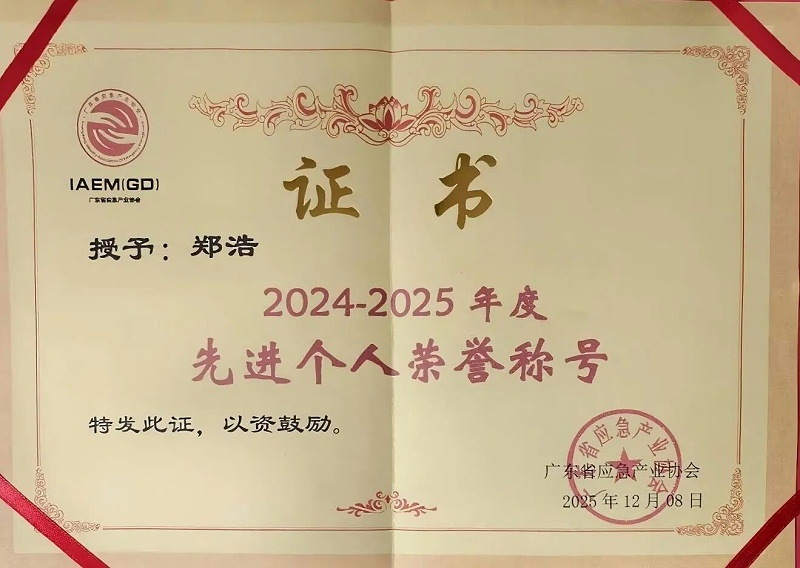 IAEM(GD)
广东省应急产业协会
证书
授予：郑浩
2024-2025 年度
先进个人荣誉称号
特发此证，以资鼓励。
广东省应急产业协会
2025 年 12 月 08 日